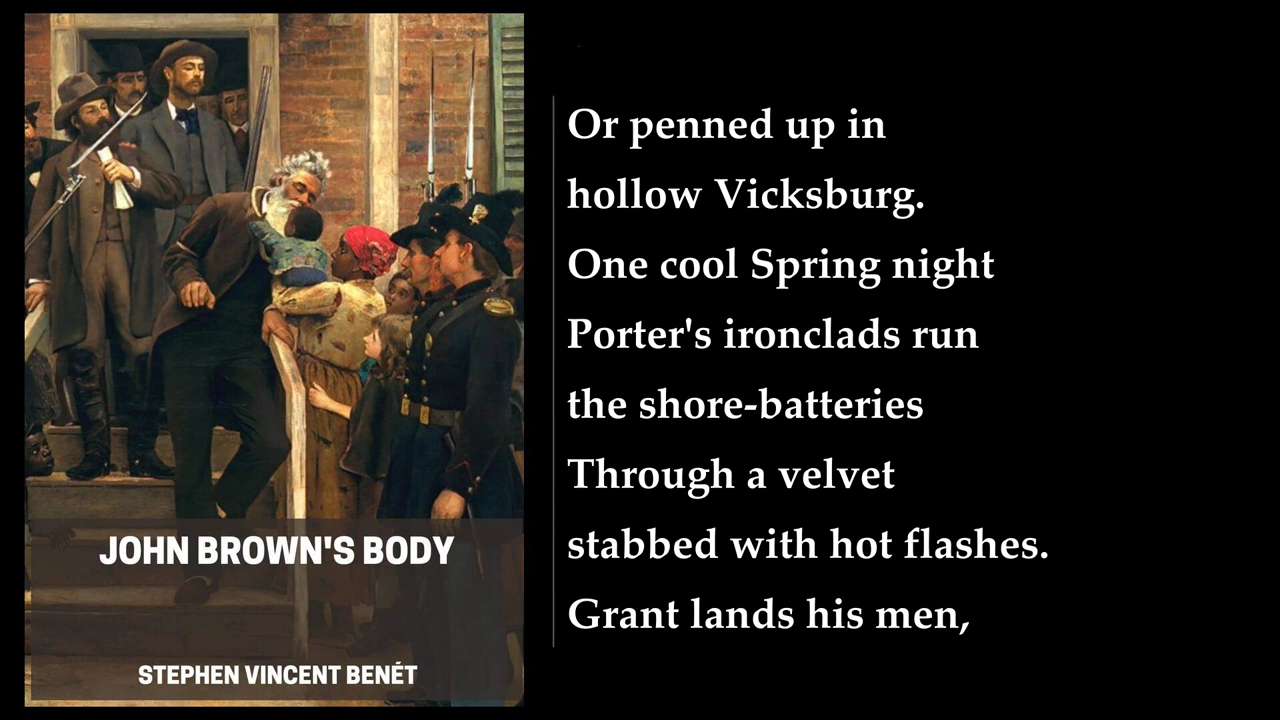 JOHN BROWN'S BODY
STEPHEN VINCENT BENÉT
Or penned up in
hollow Vicksburg.
One cool Spring night
Porter's ironclads run
the shore-batteries
Through a velvet
stabbed with hot flashes.
Grant lands his men,